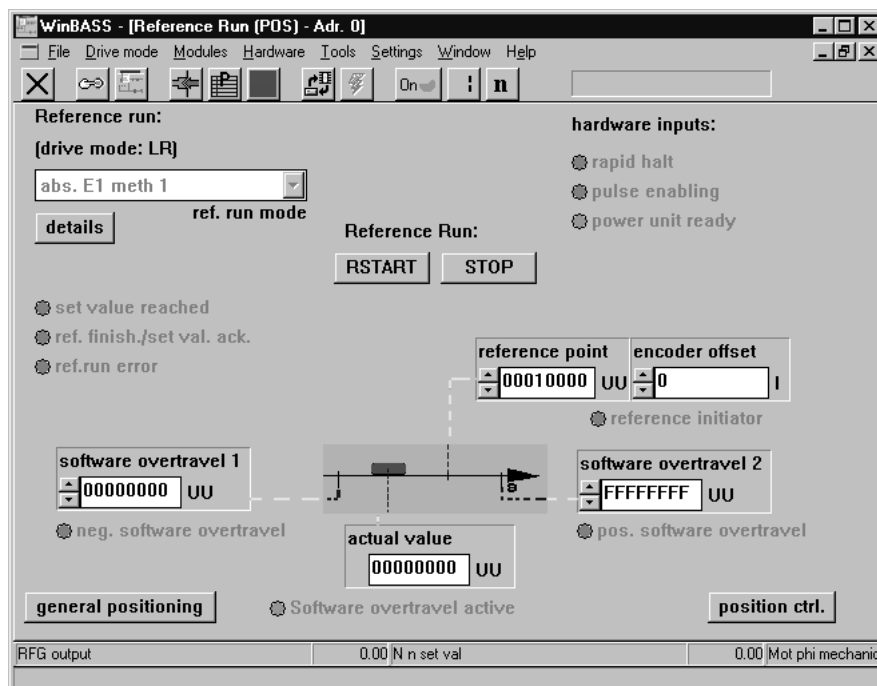 WinBASS - [Reference Run (POS) - Adr. 0]
File Drive mode Modules Hardware Tools Settings Window Help
On n
Reference run:
hardware inputs:
(drive mode: LR)
rapid halt
abs. E1 meth 1
pulse enabling
ref. run mode
power unit ready
details
Reference Run:
RSTART STOP
set value reached
ref. finish./set val. ack.
ref.run error
reference point encoder offset
00010000 UU 0 I
reference initiator
software overtravel 1
software overtravel 2
00000000 UU
FFFFFFFF UU
a
neg. software overtravel
pos. software overtravel
actual value
00000000 UU
general positioning
Software overtravel active
position ctrl.
RFG output 0.00 N n set val 0.00 Mot phi mechanic